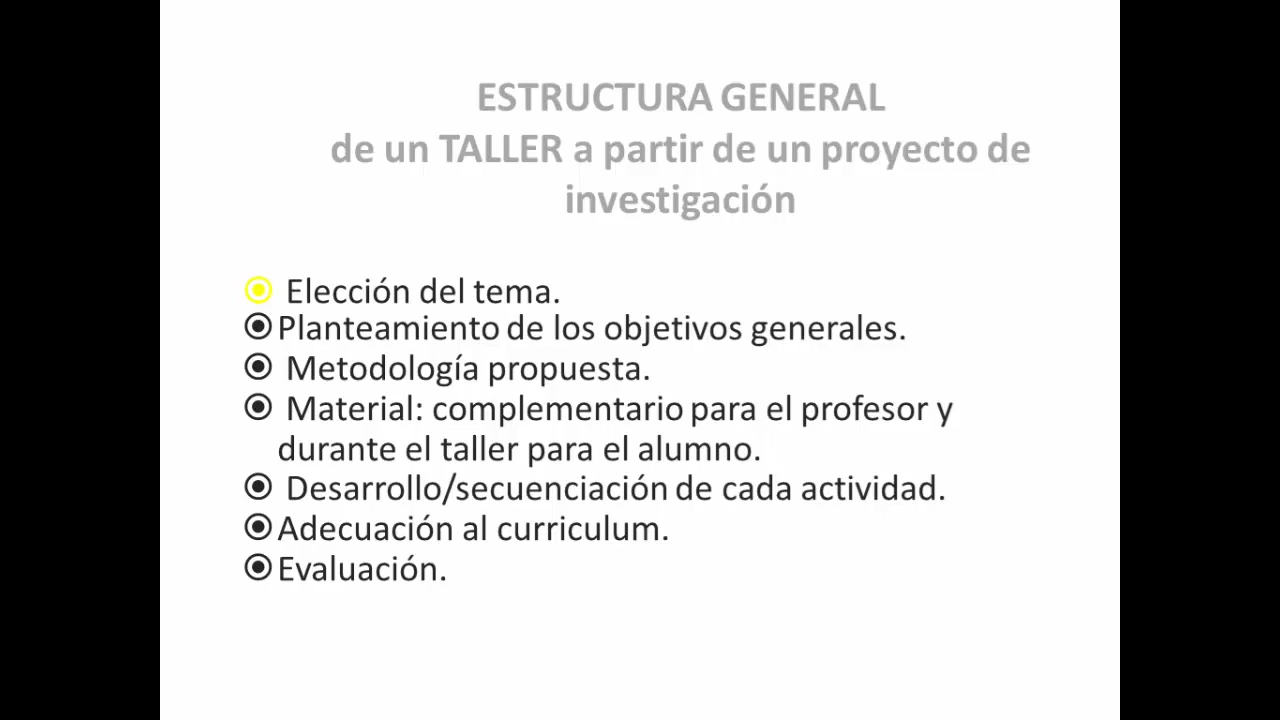 ESTRUCTURA GENERAL
de un TALLER a partir de un proyecto de
investigación
Elección del tema.
Planteamiento de los objetivos generales.
Metodología propuesta.
Material: complementario para el profesor y
durante el taller para el alumno.
Desarrollo/secuenciación de cada actividad.
Adecuación al curriculum.
Evaluación.